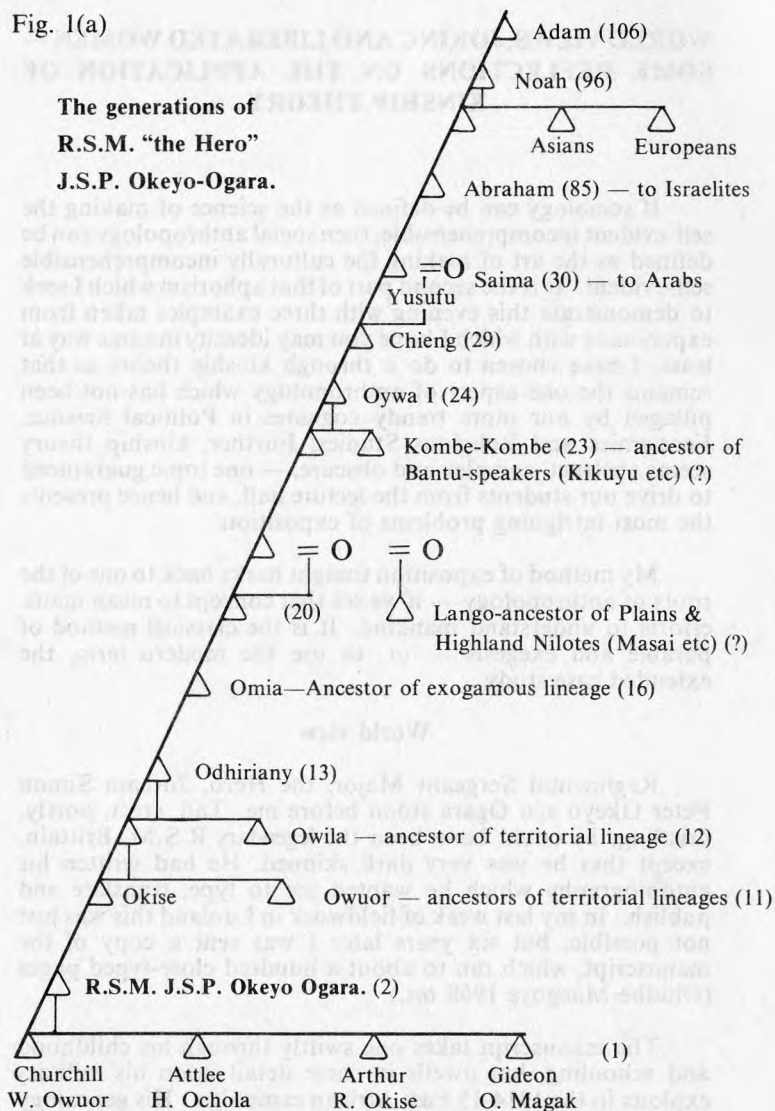 Fig. 1(a)
Adam (106)
Noah (96)
The generations of
R.S.M. “the Hero”
J.S.P. Okeyo-Ogara.
Asians Europeans
Abraham (85) — to Israelites
= O Saima (30) — to Arabs
Yusufu
Chieng (29)
Oywa I (24)
Kombe-Kombe (23) — ancestor of
Bantu-speakers (Kikuyu etc) (?)
= O = O
(20) Lango-ancestor of Plains &
Highland Nilotes (Masai etc) (?)
Omia—Ancestor of exogamous lineage (16)
Odhiriany (13)
Owila — ancestor of territorial lineage (12)
Okise Owuor — ancestors of territorial lineages (11)
R.S.M. J.S.P. Okeyo Ogara. (2)
(1)
Churchill Attlee Arthur Gideon
W. Owuor H. Ochola R. Okise O. Magak